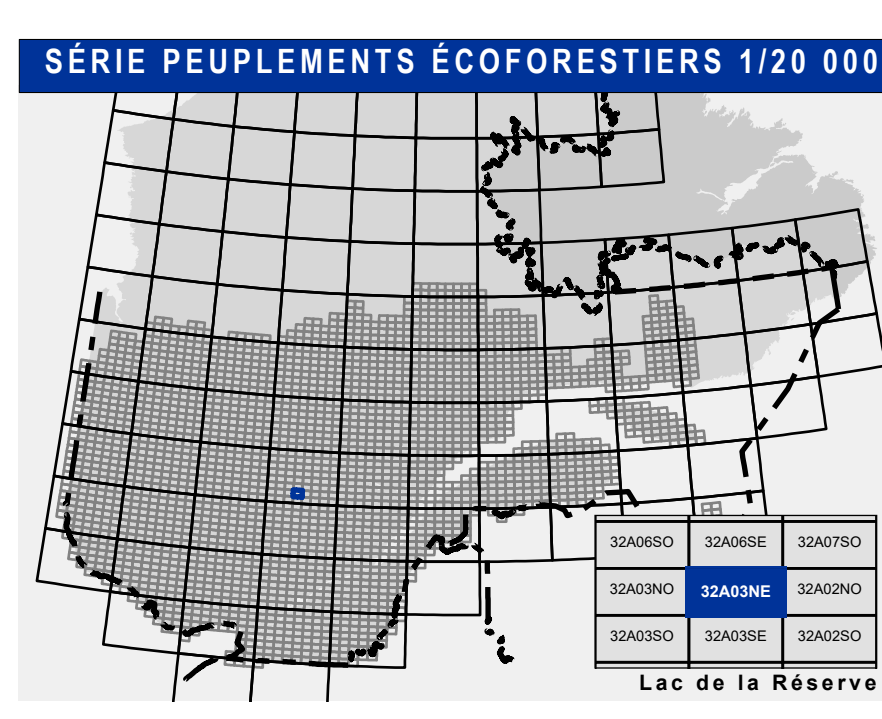 SÉRIE PEUPLEMENTS ÉCOFORESTIERS 1/20 000
32A06SO 32A06SE 32A07SO
32A03NO 32A03NE 32A02NO
32A03SO 32A03SE 32A02SO
Lac de la Réserve